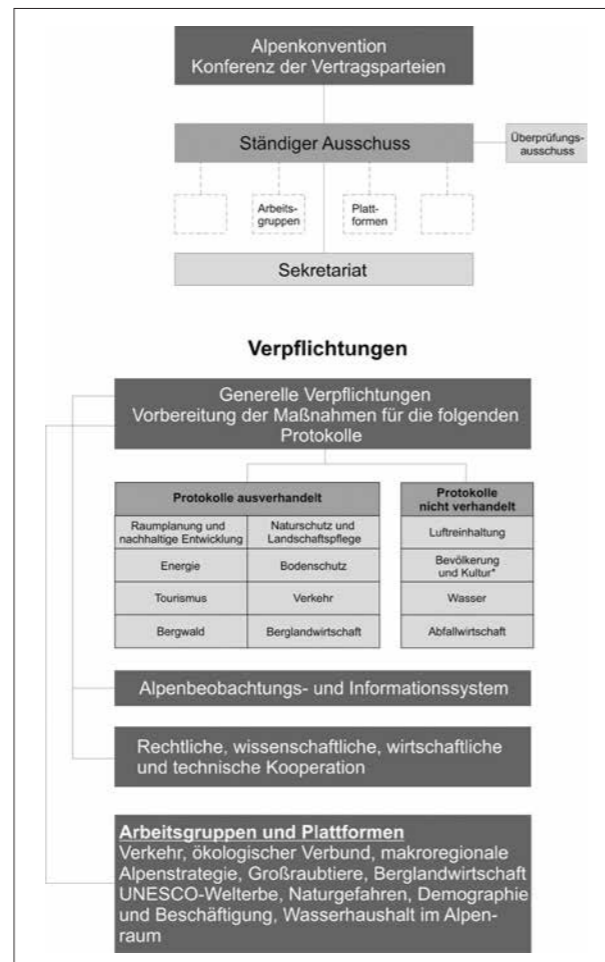 Alpenkonvention
Konferenz der Vertragsparteien
Ständiger Ausschuss
Überprüfungs-
ausschuss
Arbeits-
gruppen
Platt-
formen
Sekretariat
Verpflichtungen
Generelle Verpflichtungen
Vorbereitung der Maßnahmen für die folgenden
Protokolle
Protokolle ausverhandelt
Raumplanung und
nachhaltige Entwicklung
Naturschutz und
Landschaftspflege
Energie
Bodenschutz
Tourismus
Verkehr
Bergwald
Berglandwirtschaft
Protokolle
nicht verhandelt
Luftreinhaltung
Bevölkerung
und Kultur*
Wasser
Abfallwirtschaft
Alpenbeobachtungs- und Informationssystem
Rechtliche, wissenschaftliche, wirtschaftliche
und technische Kooperation
Arbeitsgruppen und Plattformen
Verkehr, ökologischer Verbund, makroregionale
Alpenstrategie, Großraubtiere, Berglandwirtschaft
UNESCO-Welterbe, Naturgefahren, Demographie
und Beschäftigung, Wasserhaushalt im Alpen-
raum